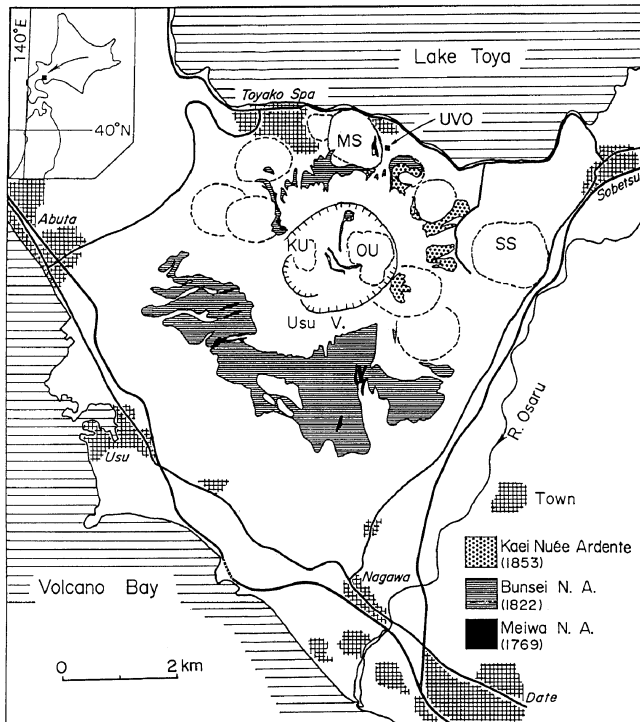 140°E
40°N
Lake Toya
Toyako Spa
UVO
MS
Sobetsu
Abuta
KU
OU
SS
Usu V.
R. Osaru
Usu
Town
Kaei Nuée Ardente
(1853)
Bunsei N. A.
(1822)
Meiwa N. A.
(1769)
Nagawa
Volcano Bay
0 2 km
Date